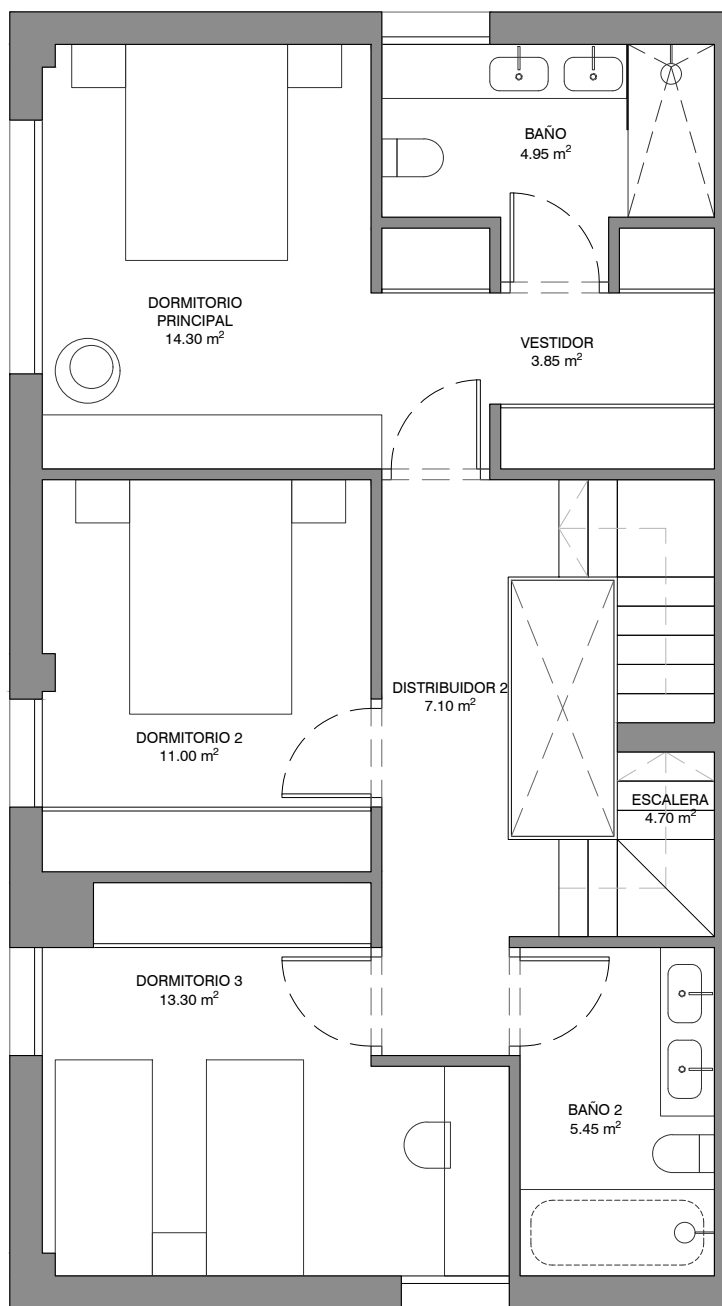 BAÑO
4.95 m²
DORMITORIO
PRINCIPAL
14.30 m²
VESTIDOR
3.85 m²
DISTRIBUIDOR 2
7.10 m²
DORMITORIO 2
11.00 m²
ESCALERA
4.70 m²
DORMITORIO 3
13.30 m²
BAÑO 2
5.45 m²